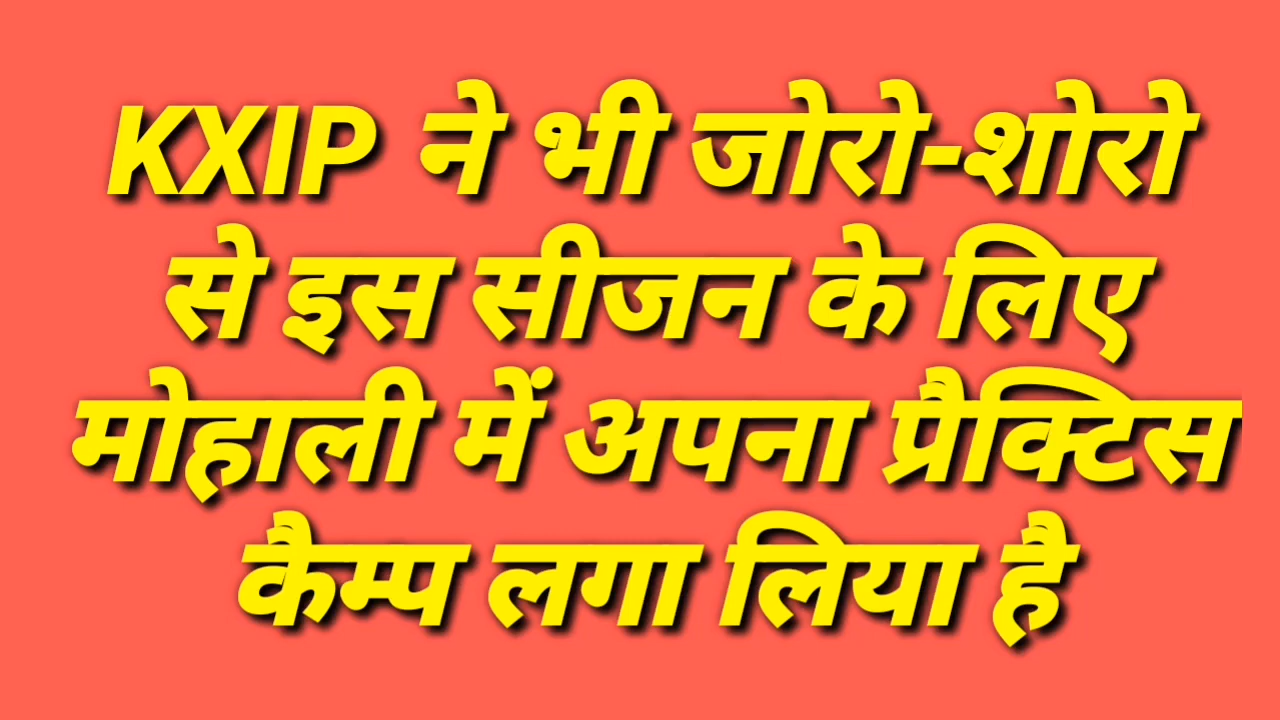 KXIP ने भी जोरो-शोरो
से इस सीजन के लिए
मोहाली में अपना प्रैक्टिस
कैम्प लगा लिया है